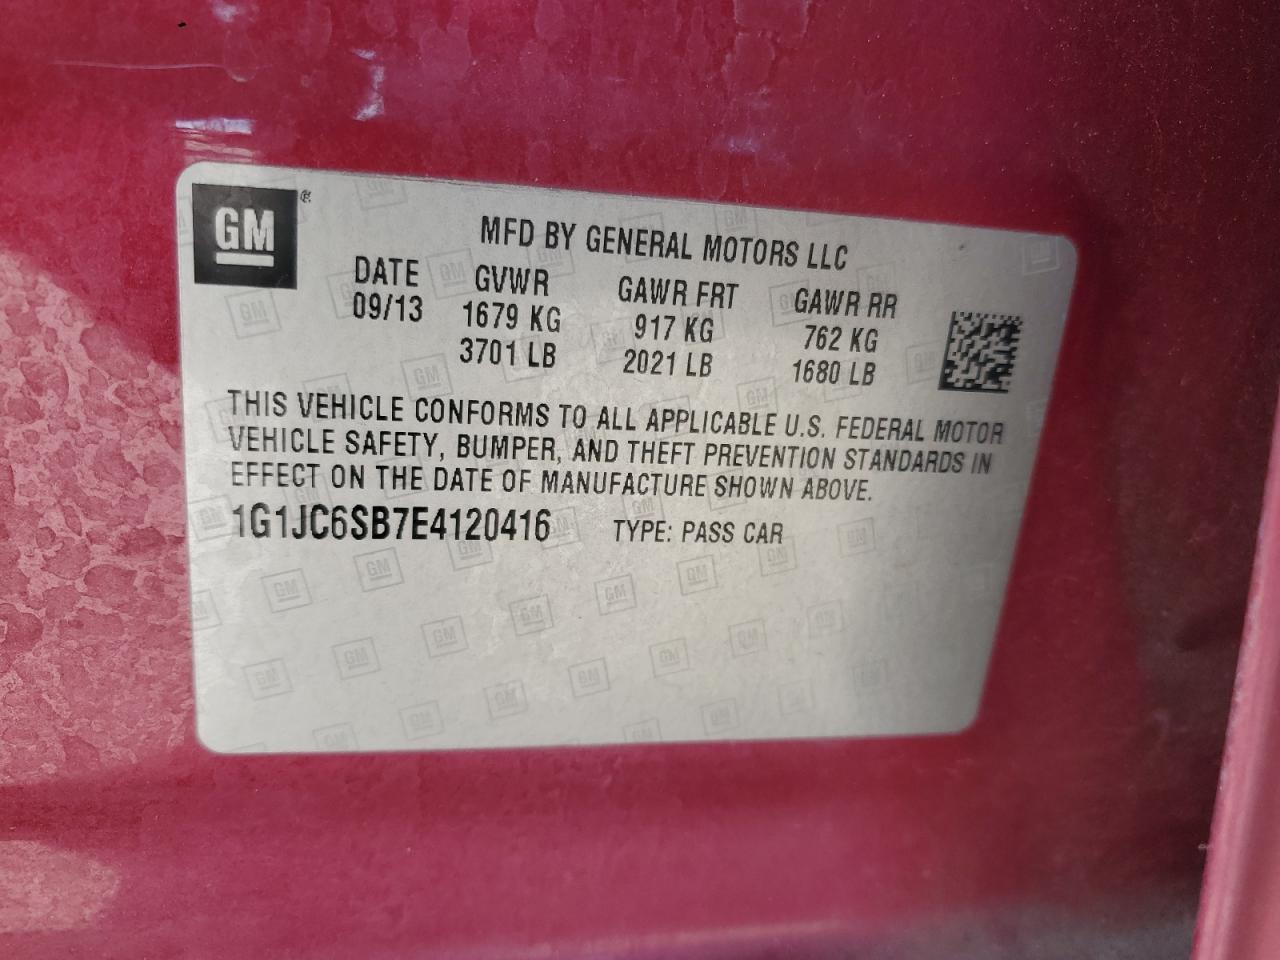 GM
MFD BY GENERAL MOTORS LLC
DATE GVWR GAWR FRT GAWR RR
09/13 1679 KG 917 KG 762 KG
3701 LB 2021 LB 1680 LB
THIS VEHICLE CONFORMS TO ALL APPLICABLE U.S. FEDERAL MOTOR
VEHICLE SAFETY, BUMPER, AND THEFT PREVENTION STANDARDS IN
EFFECT ON THE DATE OF MANUFACTURE SHOWN ABOVE.
1G1JC6SB7E4120416 TYPE: PASS CAR